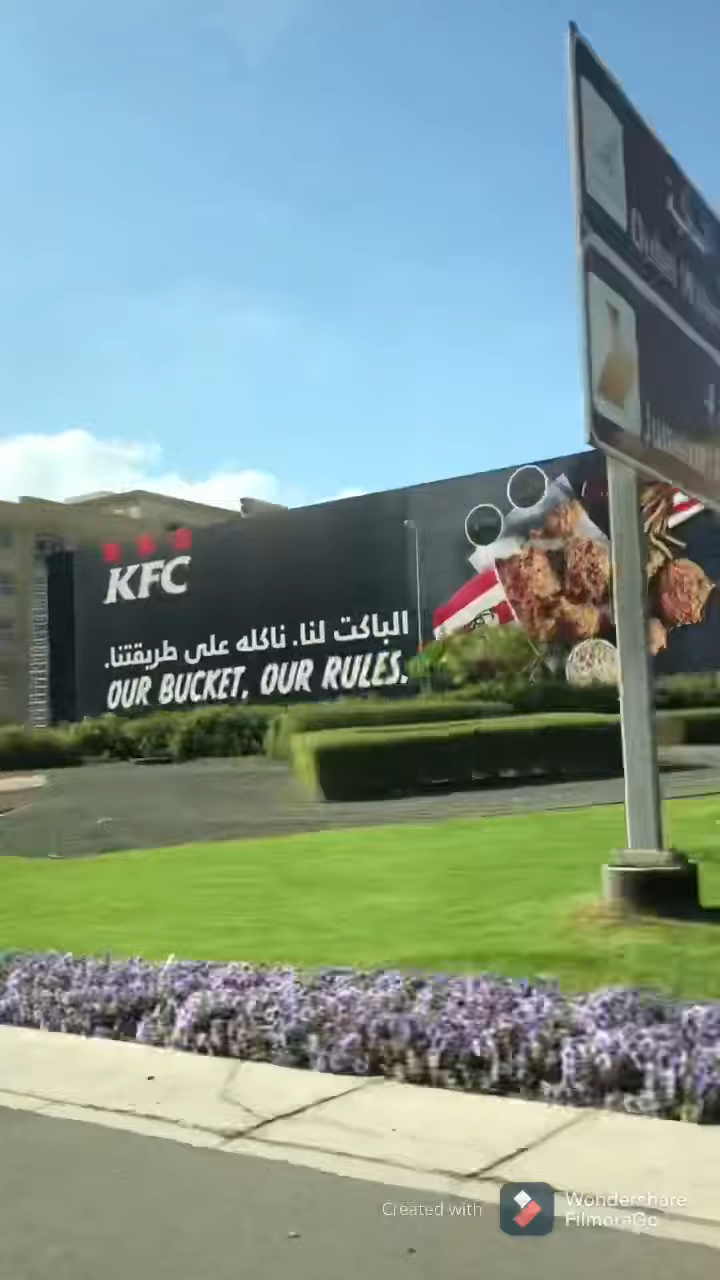 KFC
الباكت لنا. ناكله على طريقتنا.
OUR BUCKET. OUR RULES.
Created with
Wondershare
FilmoraGo